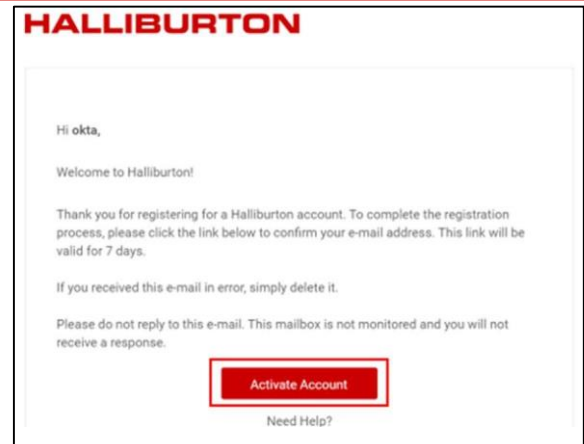 HALLIBURTON
Hi okta,
Welcome to Halliburton!
Thank you for registering for a Halliburton account. To complete the registration
process, please click the link below to confirm your e-mail address. This link will be
valid for 7 days.
If you received this e-mail in error, simply delete it.
Please do not reply to this e-mail. This mailbox is not monitored and you will not
receive a response.
Activate Account
Need Help?